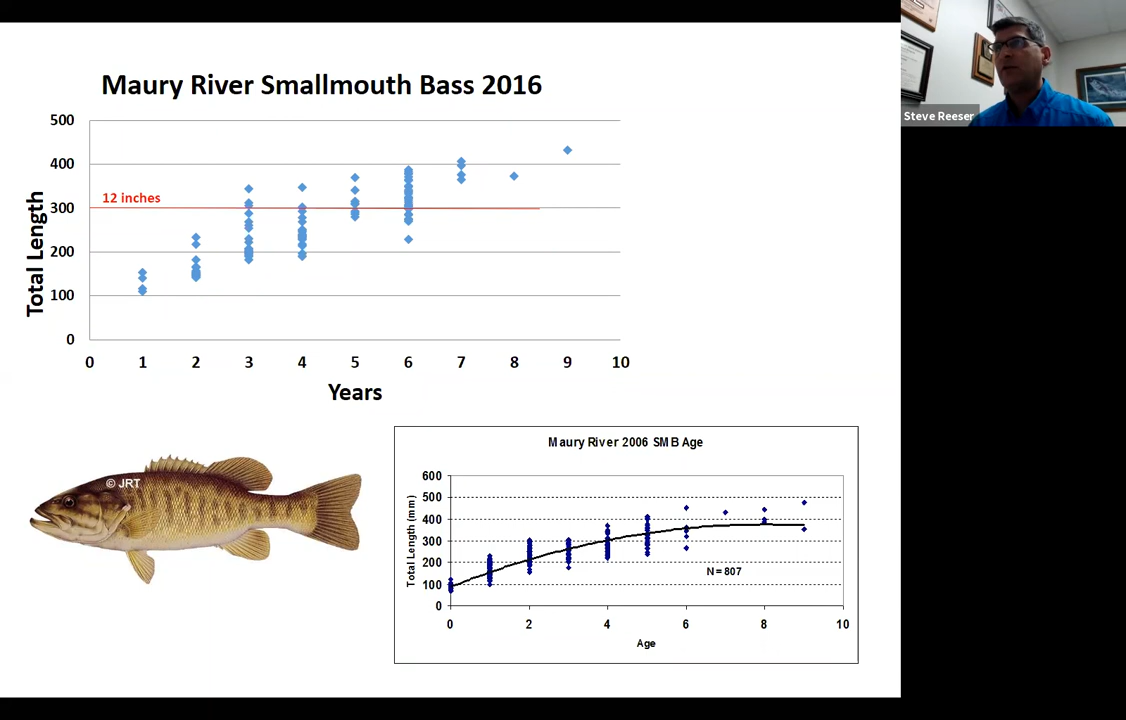 Maury River Smallmouth Bass 2016
500
400
300
200
100
0
12 inches
Total Length
0 1 2 3 4 5 6 7 8 9 10
Years
Steve Reeser
© JRT
Maury River 2006 SMB Age
600
500
400
300
200
100
0
Total Length (mm)
N = 807
0 2 4 6 8 10
Age